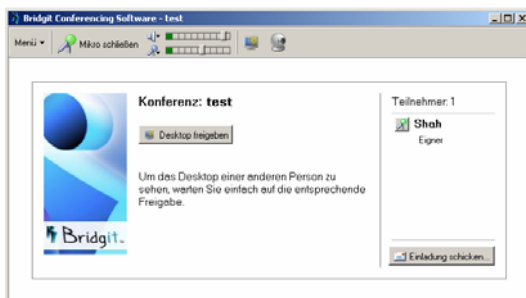 Bridgit Conferencing Software - test
Menü
Mikro schließen
Konferenz: test
Desktop freigeben
Um das Desktop einer anderen Person zu
sehen, warten Sie einfach auf die entsprechende
Freigabe.
Bridgit.
Teilnehmer: 1
Shah
Eigner
Einladung schicken...